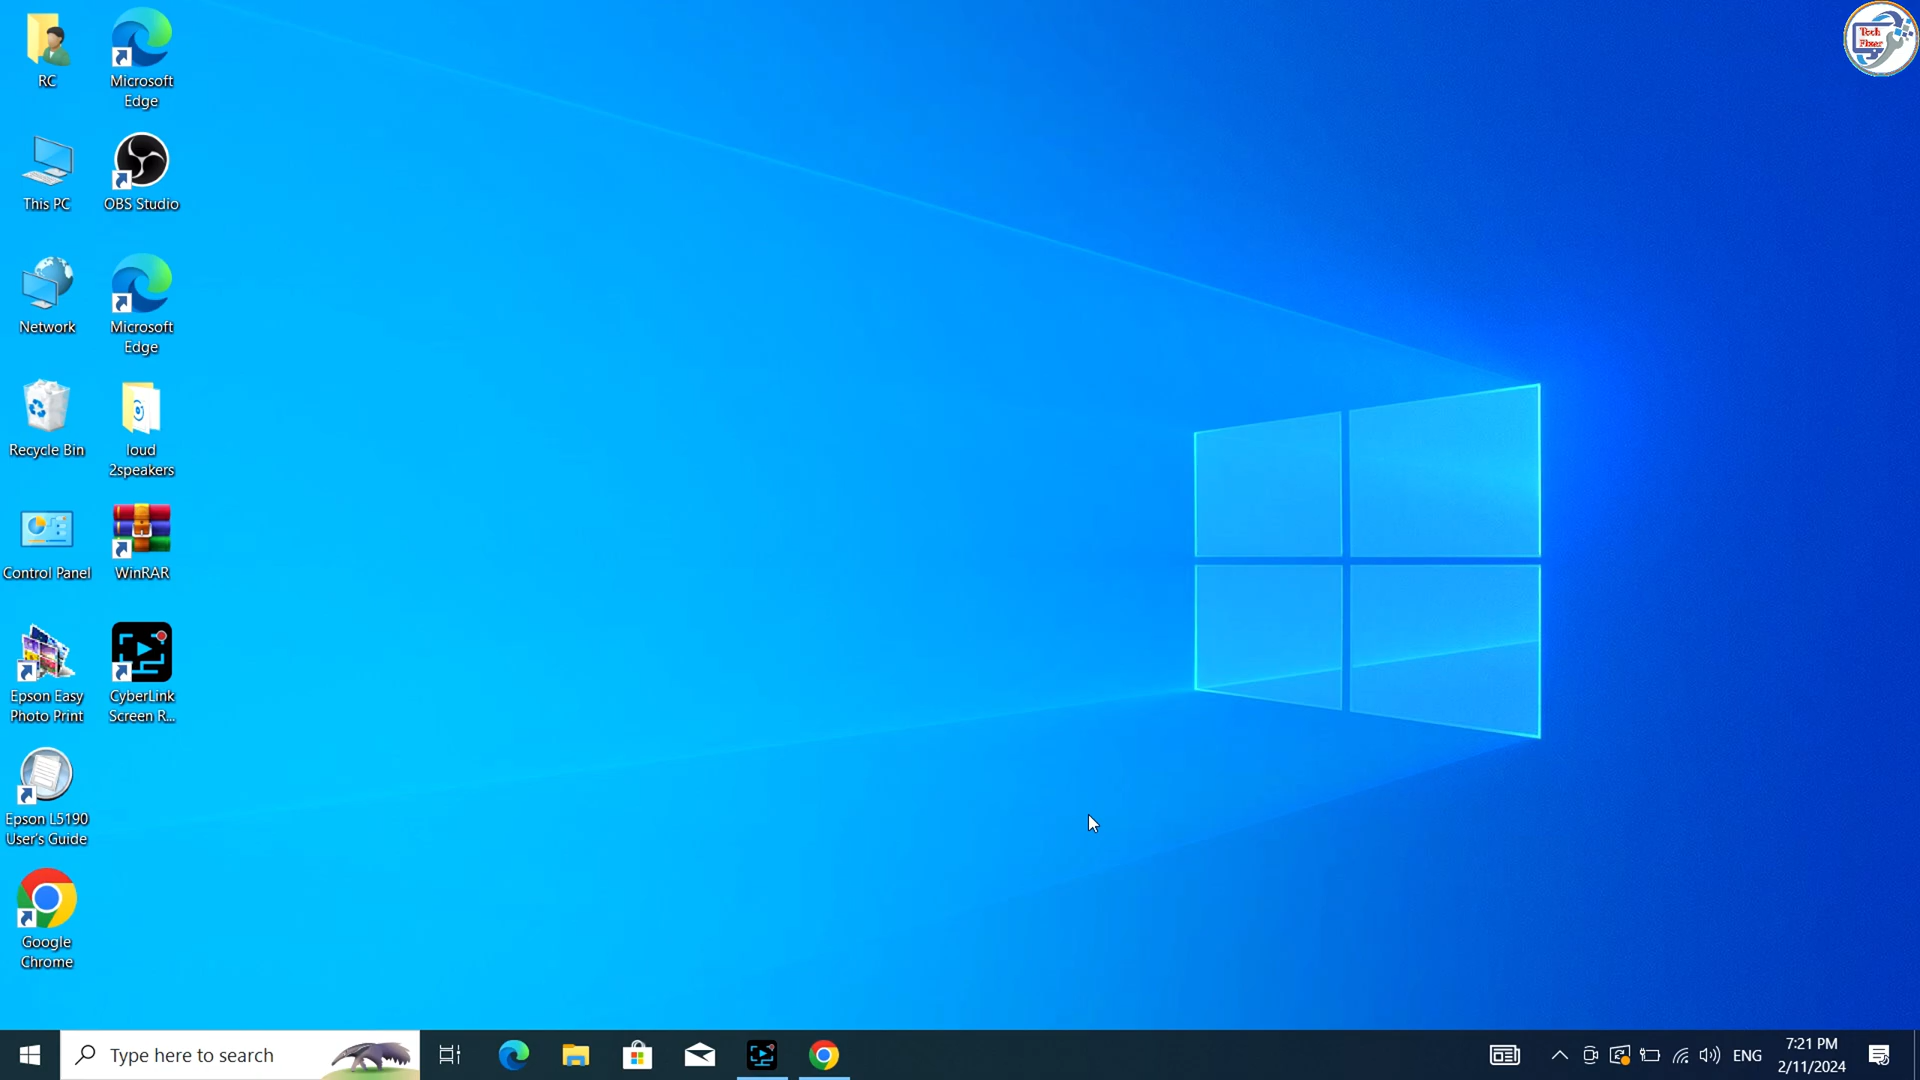 RC
Microsoft
Edge
Tech
Fixer
This PC
OBS Studio
Network
Microsoft
Edge
Recycle Bin
loud
2speakers
Control Panel
WinRAR
Epson Easy
Photo Print
CyberLink
Screen R...
Epson L5190
User's Guide
Google
Chrome
Type here to search
ENG
7:21 PM
2/11/2024